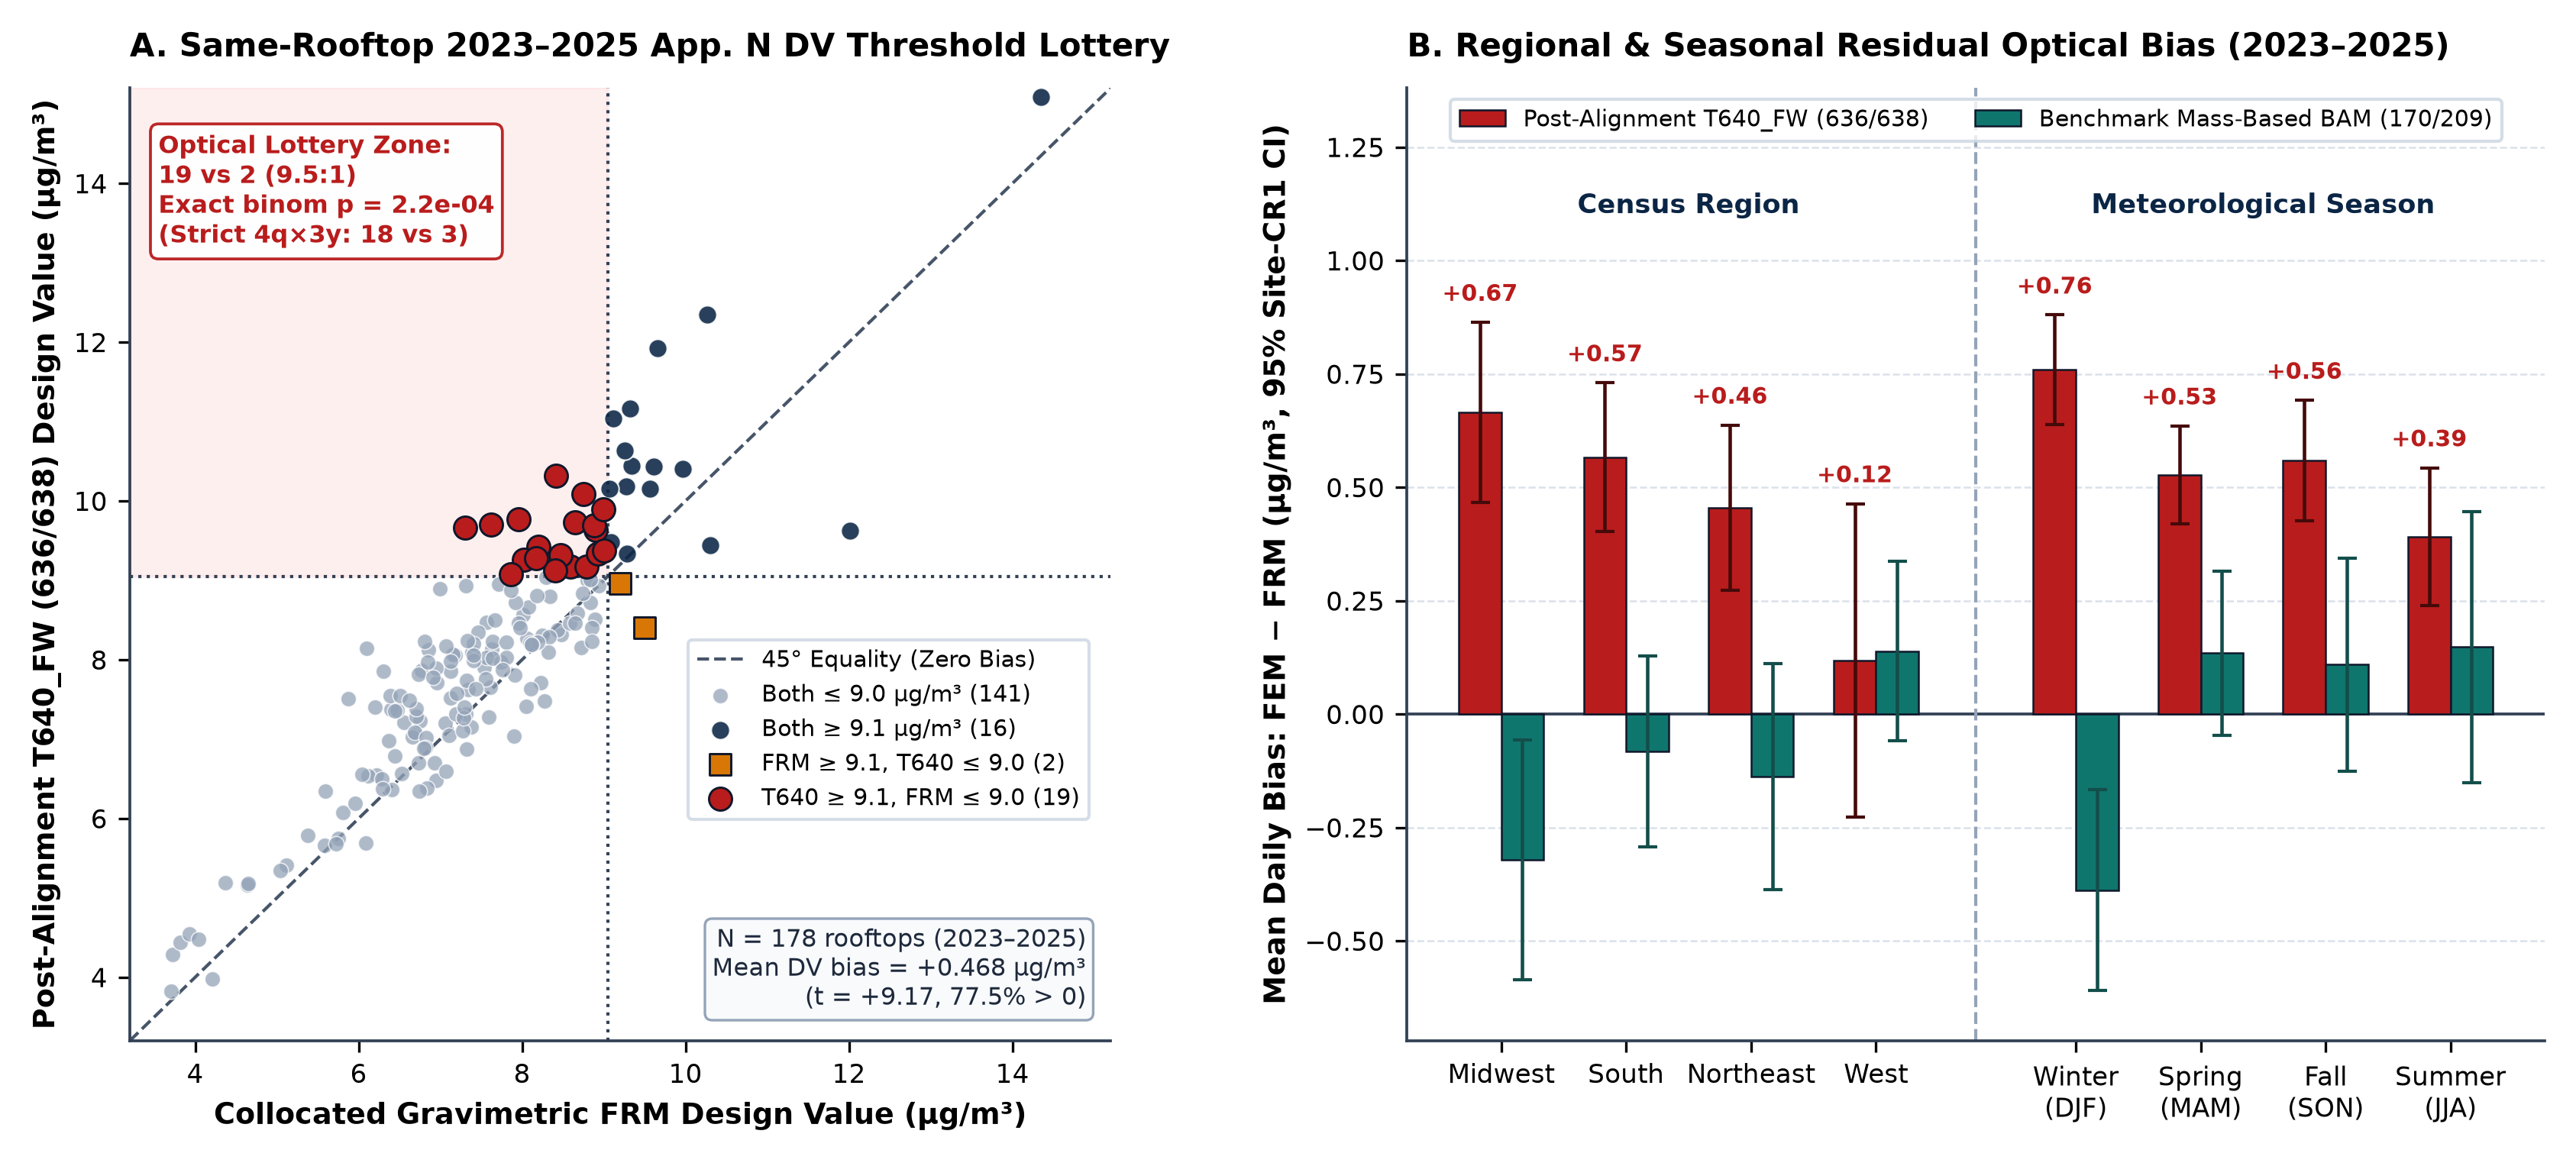 A. Same-Rooftop 2023–2025 App. N DV Threshold Lottery
Post-Alignment T640_FW (636/638) Design Value (µg/m³)
14
12
10
8
6
4
Optical Lottery Zone:
19 vs 2 (9.5:1)
Exact binom p = 2.2e-04
(Strict 4q×3y: 18 vs 3)
45° Equality (Zero Bias)
Both ≤ 9.0 µg/m³ (141)
Both ≥ 9.1 µg/m³ (16)
FRM ≥ 9.1, T640 ≤ 9.0 (2)
T640 ≥ 9.1, FRM ≤ 9.0 (19)
N = 178 rooftops (2023–2025)
Mean DV bias = +0.468 µg/m³
(t = +9.17, 77.5% > 0)
4 6 8 10 12 14
Collocated Gravimetric FRM Design Value (µg/m³)
B. Regional & Seasonal Residual Optical Bias (2023–2025)
Mean Daily Bias: FEM − FRM (µg/m³, 95% Site-CR1 CI)
1.25
1.00
0.75
0.50
0.25
0.00
−0.25
−0.50
Post-Alignment T640_FW (636/638)
Benchmark Mass-Based BAM (170/209)
Census Region
Meteorological Season
+0.67
+0.57
+0.46
+0.12
+0.76
+0.53
+0.56
+0.39
Midwest
South
Northeast
West
Winter
(DJF)
Spring
(MAM)
Fall
(SON)
Summer
(JJA)